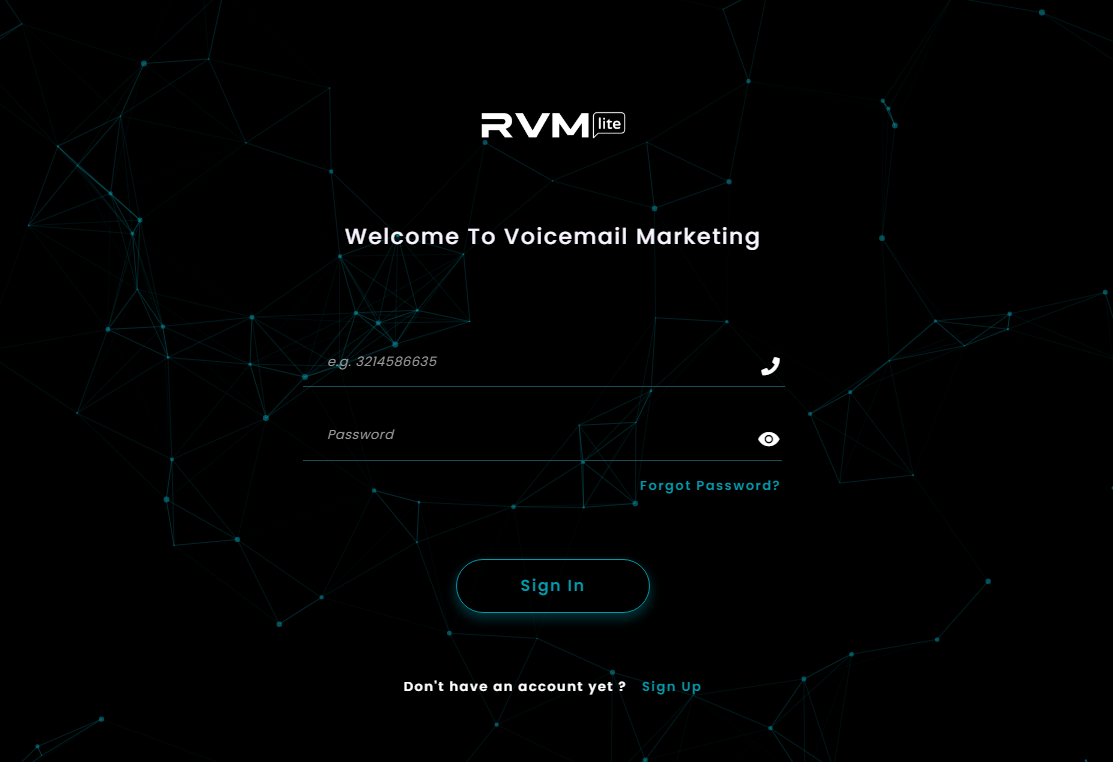 RVM lite
Welcome To Voicemail Marketing
e.g. 3214586635
Password
Forgot Password?
Sign In
Don't have an account yet ? Sign Up